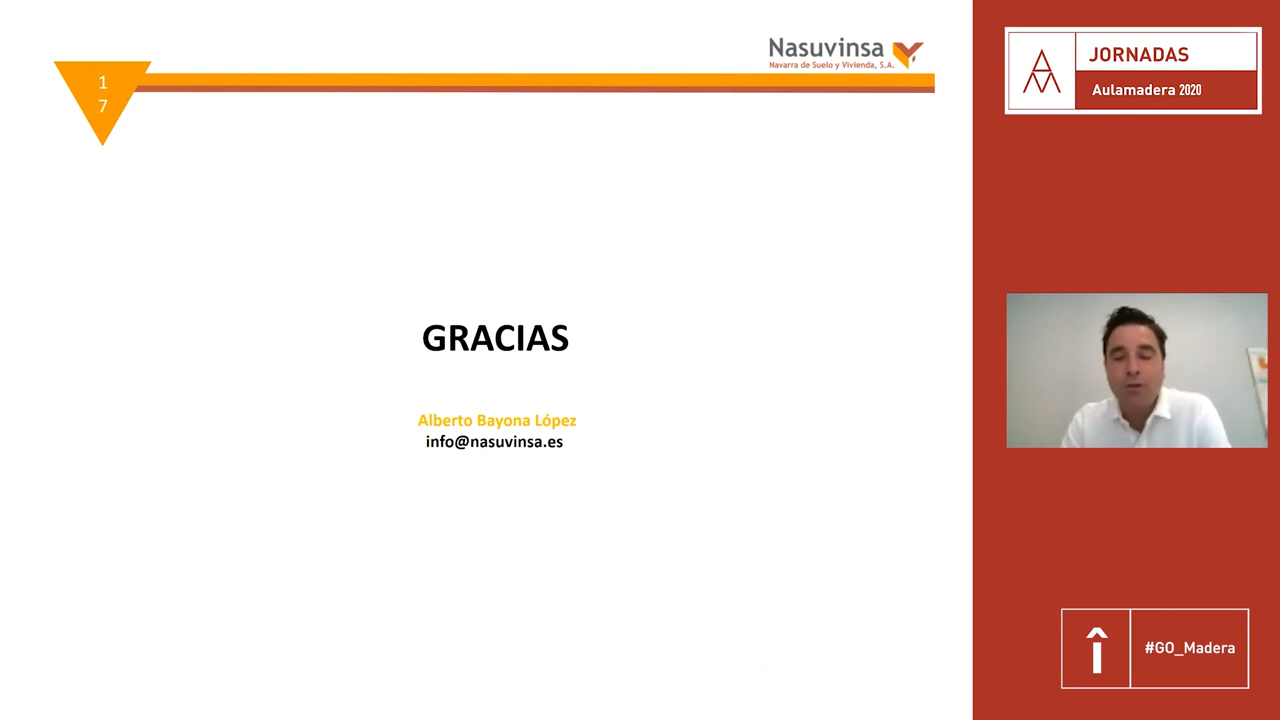 Nasuvinsa
Navarra de Suelo y Vivienda, S.A.
1
7
GRACIAS
Alberto Bayona López
info@nasuvinsa.es
JORNADAS
Aulamadera 2020
#GO_Madera